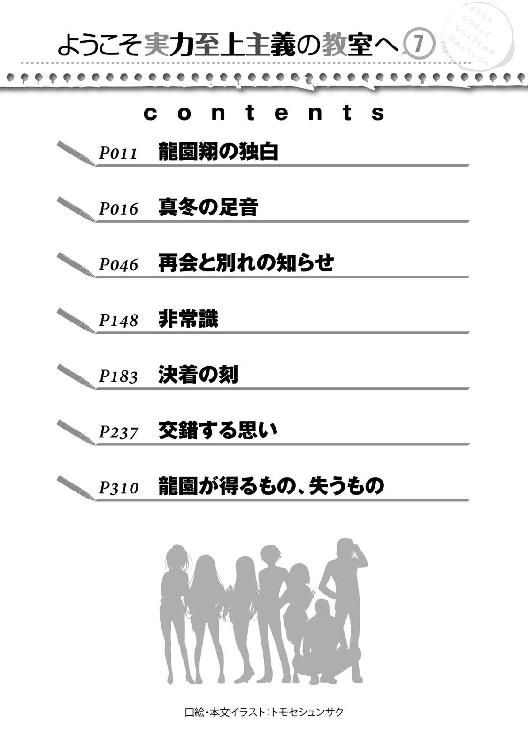 ようこそ実力至上主義の教室へ 7
contents
P011 龍園翔の独白
P016 真冬の足音
P046 再会と別れの知らせ
P148 非常識
P183 決着の刻
P237 交錯する思い
P310 龍園が得るもの、失うもの
口絵・本文イラスト:トモセシュンサク